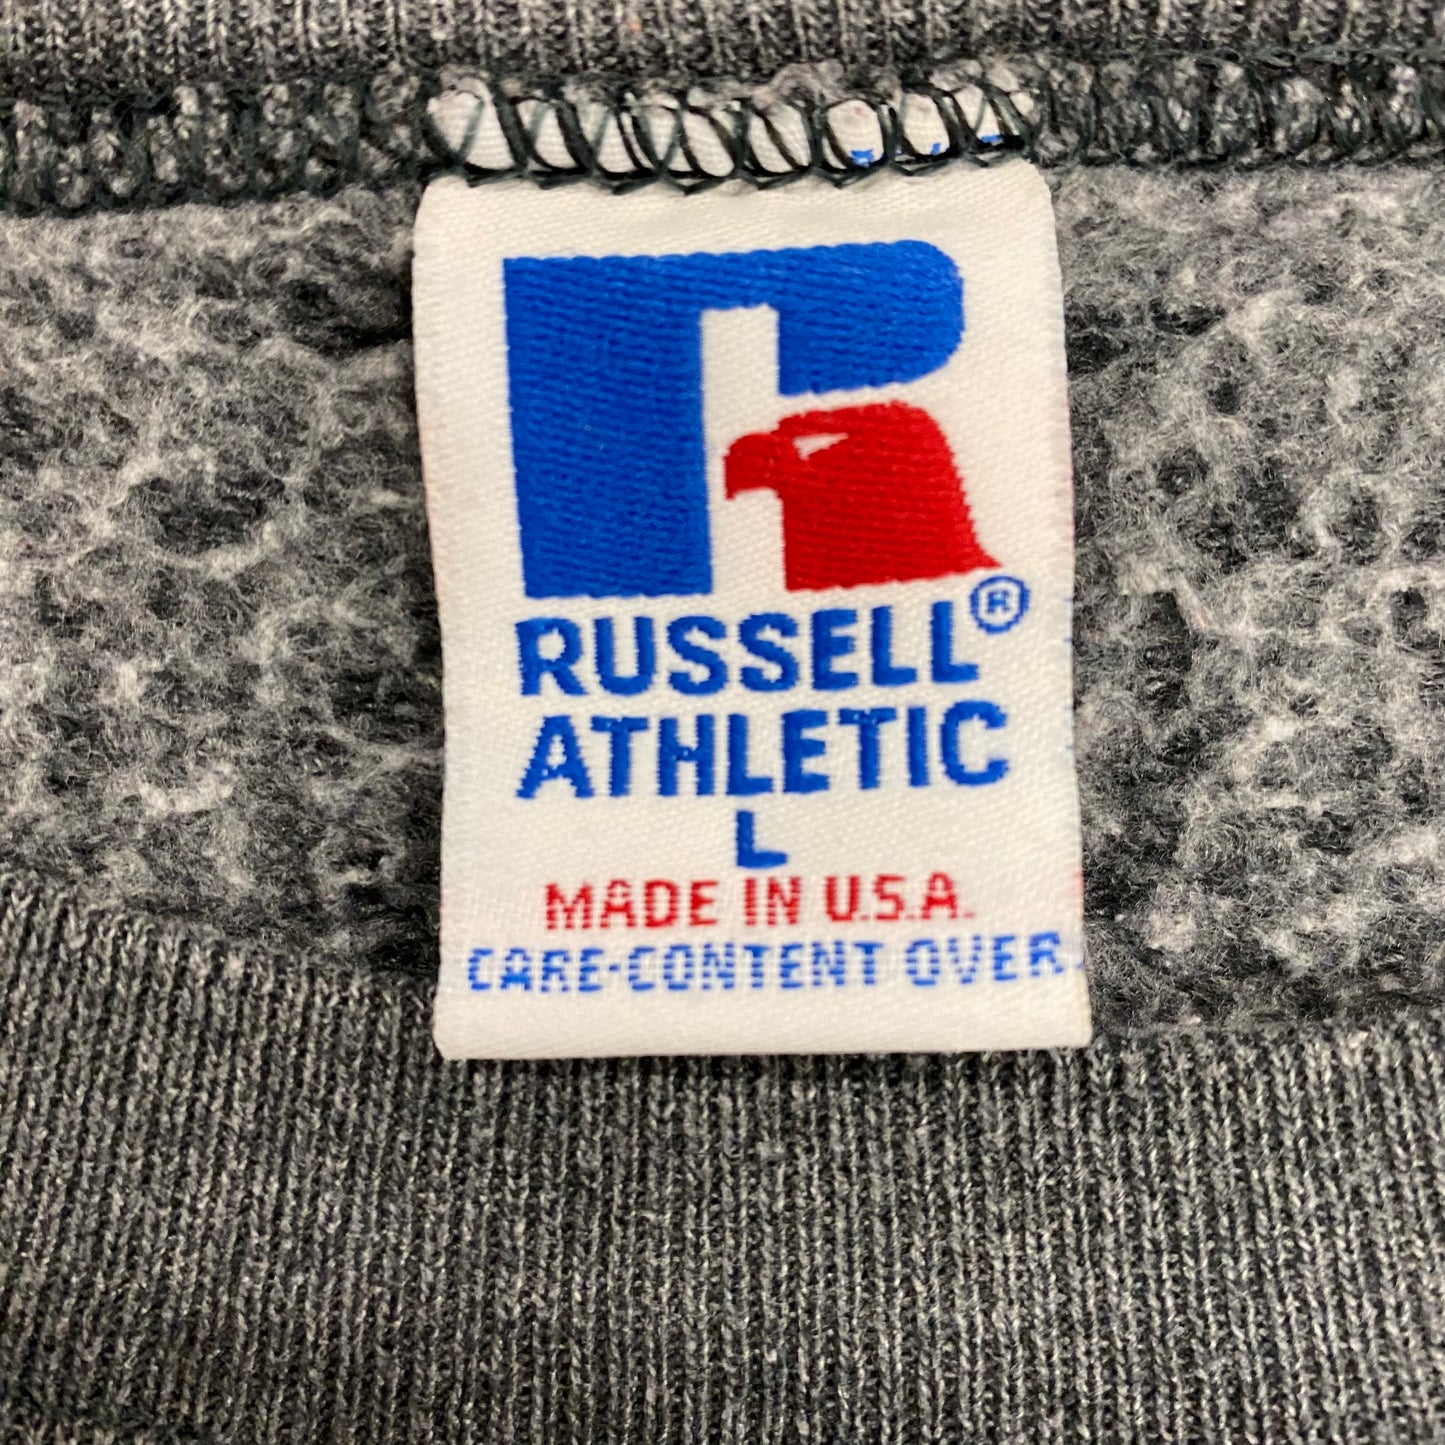 R
RUSSELL®
ATHLETIC
L
MADE IN U.S.A.
CARE-CONTENT OVER